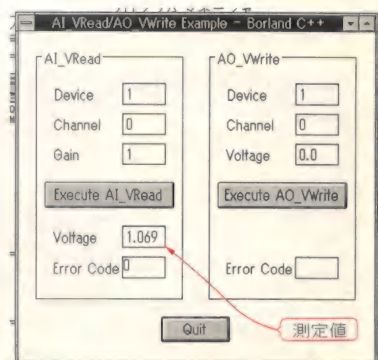 AI_VRead/AO_VWrite Example - Borland C++
AI_VRead
Device 1
Channel 0
Gain 1
Execute AI_VRead
Voltage 1.069
Error Code 0
AO_VWrite
Device 1
Channel 0
Voltage 0.0
Execute AO_VWrite
Error Code
Quit
測定値